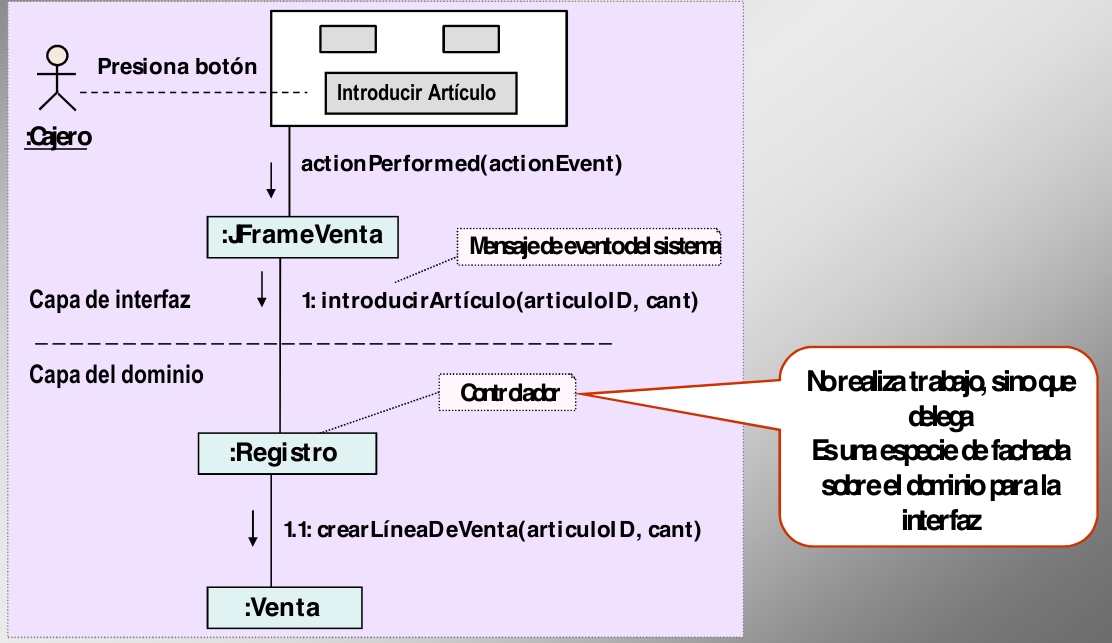 Presiona botón
Introducir Artículo
:Cajero
actionPerformed(actionEvent)
:JFrameVenta
Mensaje de evento del sistema
Capa de interfaz
1: introducirArtículo(articuloID, cant)
Capa del dominio
Controlador
No realiza trabajo, sino que
delega
Es una especie de fachada
sobre el dominio para la
interfaz
:Registro
1.1: crearLíneaDeVenta(articuloID, cant)
:Venta